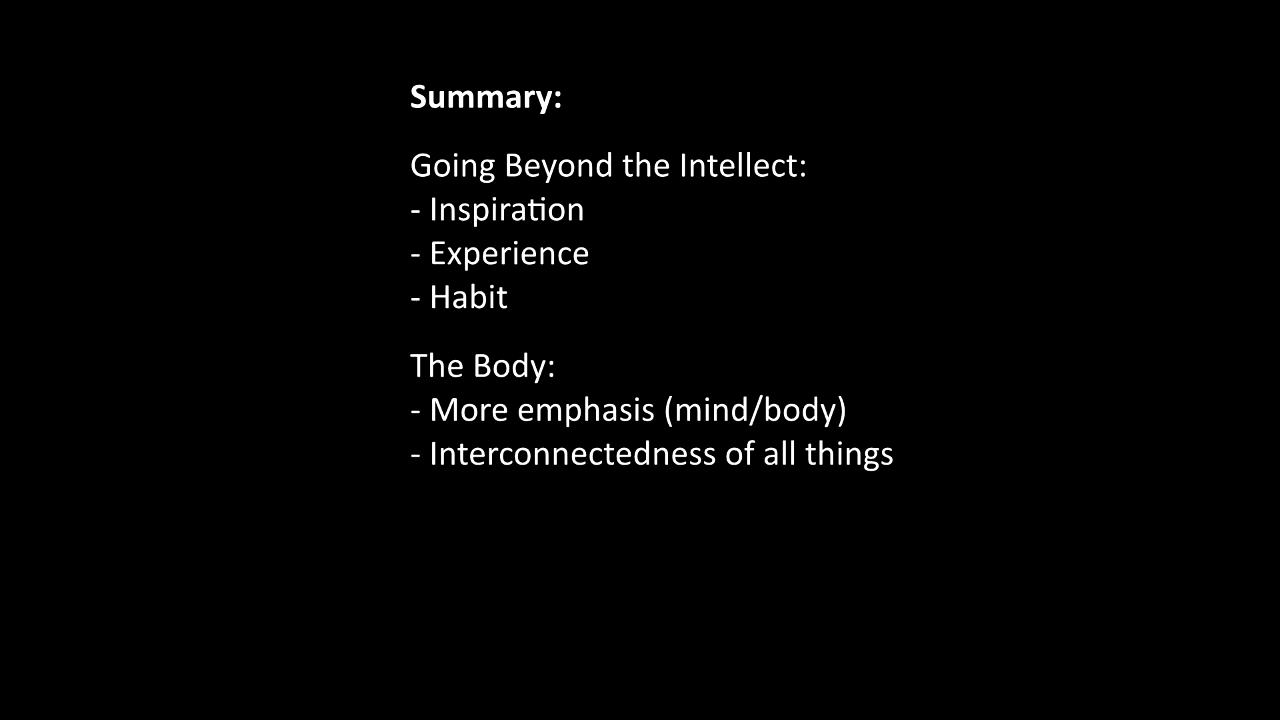 Summary:
Going Beyond the Intellect:
- Inspiration
- Experience
- Habit
The Body:
- More emphasis (mind/body)
- Interconnectedness of all things